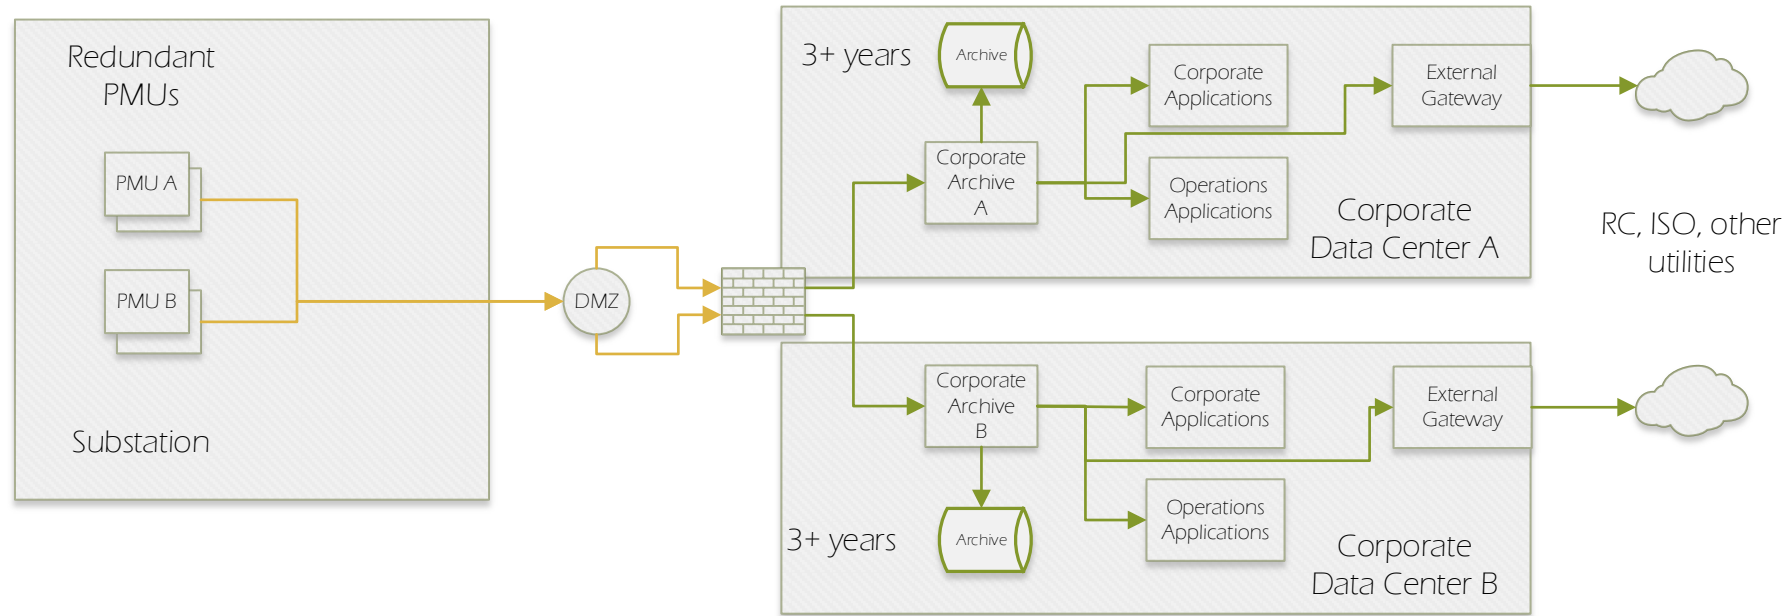 Redundant
PMUs
PMU A
PMU B
Substation
DMZ
3+ years
Archive
Corporate
Archive
A
Corporate
Applications
Operations
Applications
External
Gateway
Corporate
Data Center A
RC, ISO, other
utilities
Corporate
Archive
B
Corporate
Applications
External
Gateway
Operations
Applications
3+ years
Archive
Corporate
Data Center B